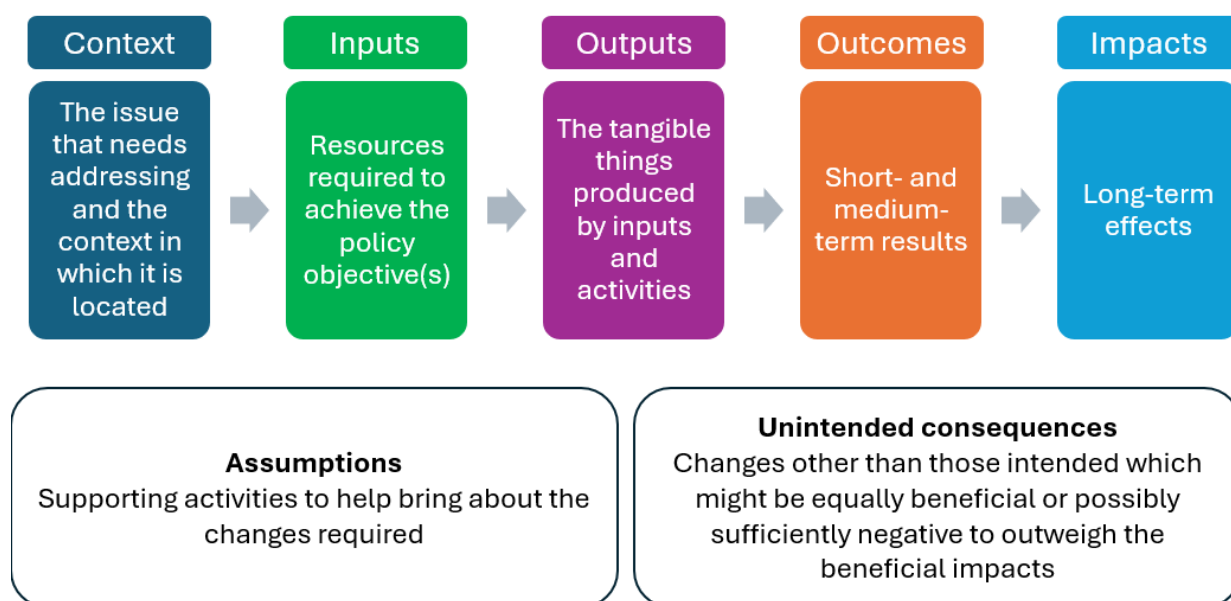 Context
Inputs
Outputs
Outcomes
Impacts
The issue
that needs
addressing
and the
context in
which it is
located
Resources
required to
achieve the
policy
objective(s)
The tangible
things
produced
by inputs
and
activities
Short- and
medium-
term results
Long-term
effects
Assumptions
Supporting activities to help bring about the
changes required
Unintended consequences
Changes other than those intended which
might be equally beneficial or possibly
sufficiently negative to outweigh the
beneficial impacts